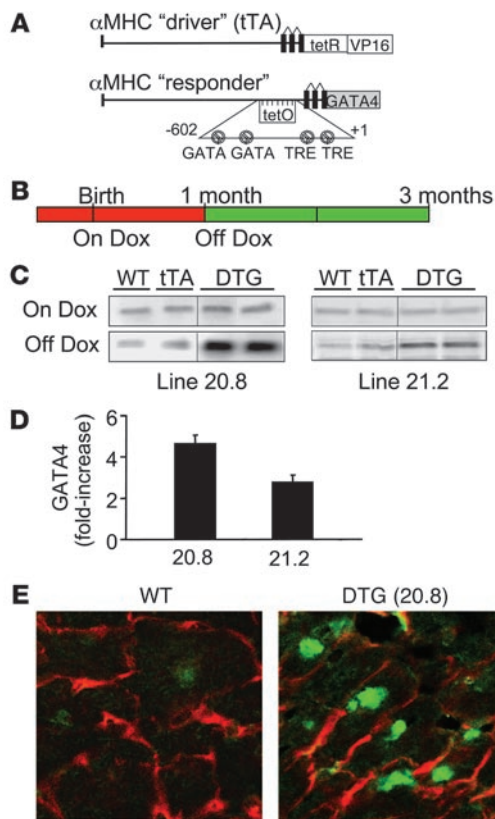 A
αMHC "driver" (tTA)
tetR VP16
αMHC "responder"
tetO GATA4
-602 +1
GATA GATA TRE TRE
B
Birth 1 month 3 months
On Dox Off Dox
C
WT tTA DTG WT tTA DTG
On Dox
Off Dox
Line 20.8 Line 21.2
D
GATA4
(fold-increase)
6
4
2
0
20.8 21.2
E
WT DTG (20.8)